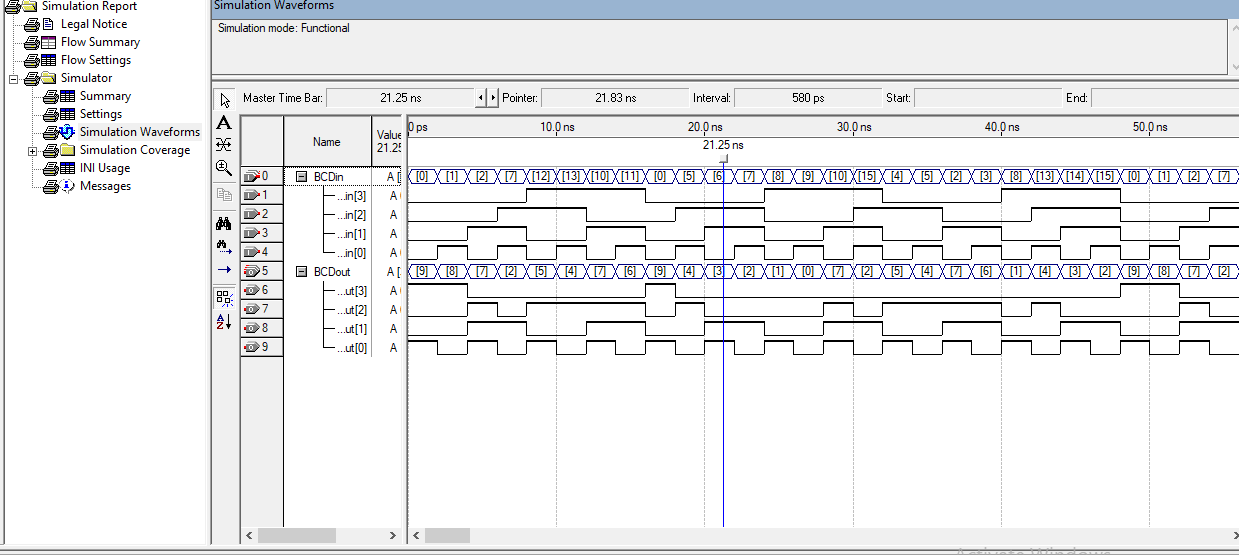 Simulation Report
Legal Notice
Flow Summary
Flow Settings
Simulator
Summary
Settings
Simulation Waveforms
Simulation Coverage
INI Usage
Messages
Simulation Waveforms
Simulation mode: Functional
Master Time Bar: 21.25 ns Pointer: 21.83 ns Interval: 580 ps Start: End:
0 ps 10.0 ns 20.0 ns 30.0 ns 40.0 ns 50.0 ns
21.25 ns
Name
Value
21.25
0 BCDin A [ [0] [1] [2] [7] [12] [13] [10] [11] [0] [5] [6] [7] [8] [9] [10] [15] [4] [5] [2] [3] [8] [13] [14] [15] [0] [1] [2] [7]
1 ...in[3] A
2 ...in[2] A
3 ...in[1] A
4 ...in[0] A
5 BCDout A [ [9] [8] [7] [2] [5] [4] [7] [6] [9] [4] [3] [2] [1] [0] [7] [2] [5] [4] [7] [6] [1] [4] [3] [2] [9] [8] [7] [2]
6 ...ut[3] A
7 ...ut[2] A
8 ...ut[1] A
9 ...ut[0] A